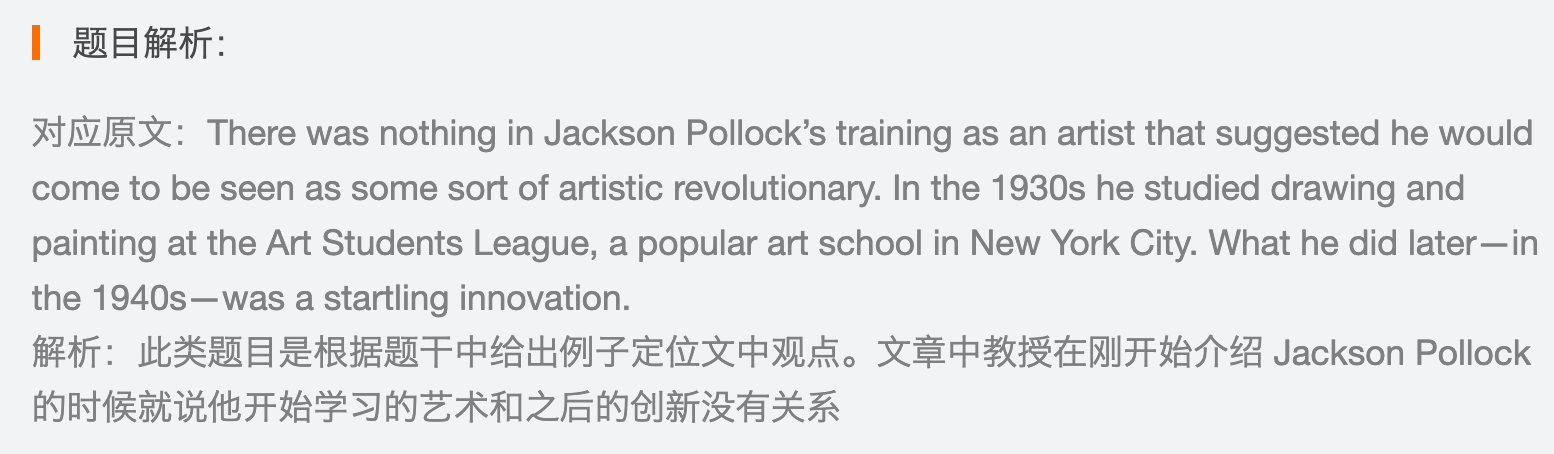 题目解析：
对应原文：There was nothing in Jackson Pollock’s training as an artist that suggested he would
come to be seen as some sort of artistic revolutionary. In the 1930s he studied drawing and
painting at the Art Students League, a popular art school in New York City. What he did later—in
the 1940s—was a startling innovation.
解析：此类题目是根据题干中给出例子定位文中观点。文章中教授在刚开始介绍 Jackson Pollock
的时候就说他开始学习的艺术和之后的创新没有关系